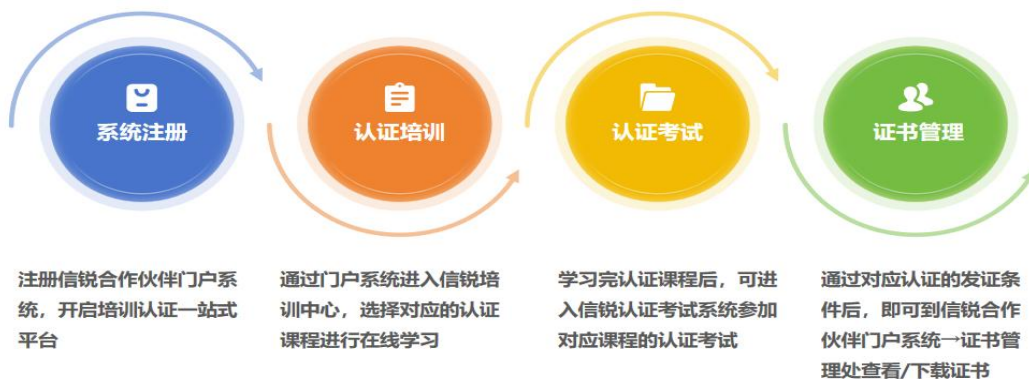 系统注册
认证培训
认证考试
证书管理
注册信锐合作伙伴门户系
统，开启培训认证一站式
平台
通过门户系统进入信锐培
训中心，选择对应的认证
课程进行在线学习
学习完认证课程后，可进
入信锐认证考试系统参加
对应课程的认证考试
通过对应认证的发证条
件后，即可到信锐合作
伙伴门户系统→证书管
理处查看/下载证书